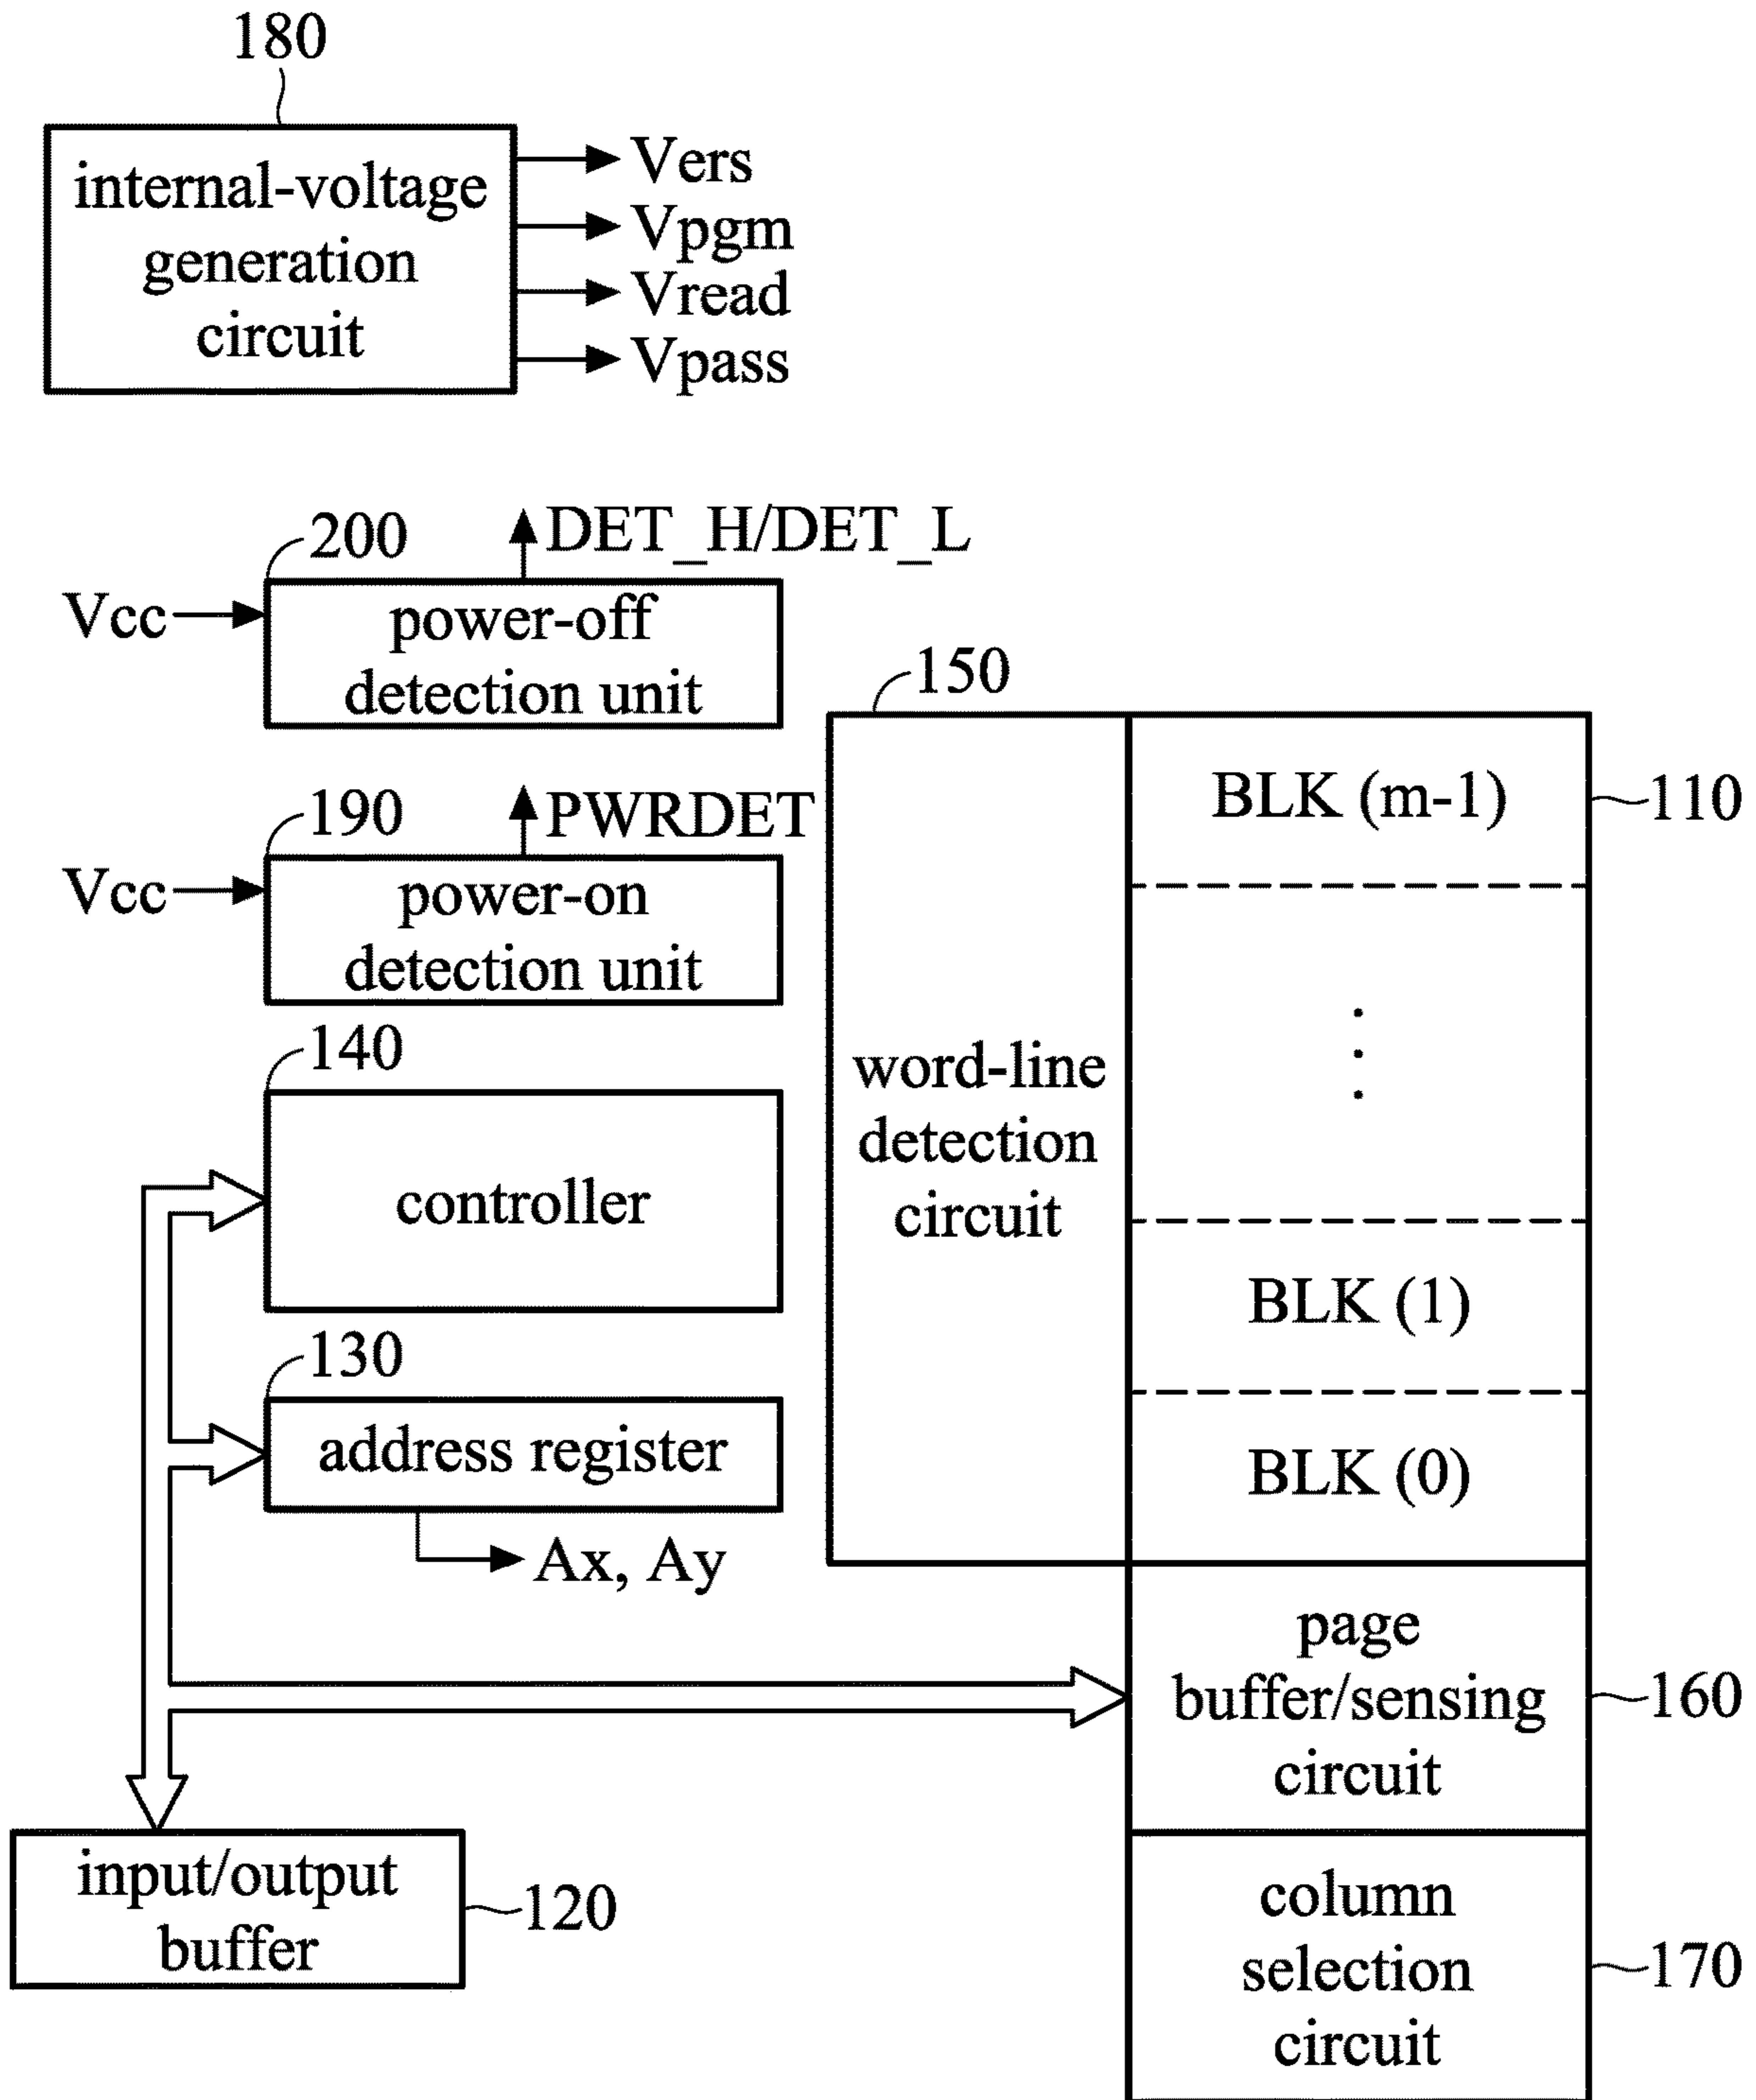 180
internal-voltage
generation
circuit
Vers
Vpgm
Vread
Vpass
200
DET_H/DET_L
Vcc
power-off
detection unit
190
PWRDET
Vcc
power-on
detection unit
140
controller
130
address register
Ax, Ay
150
word-line
detection
circuit
BLK (m-1)
110
BLK (1)
BLK (0)
page
buffer/sensing
circuit
160
input/output
buffer
120
column
selection
circuit
170